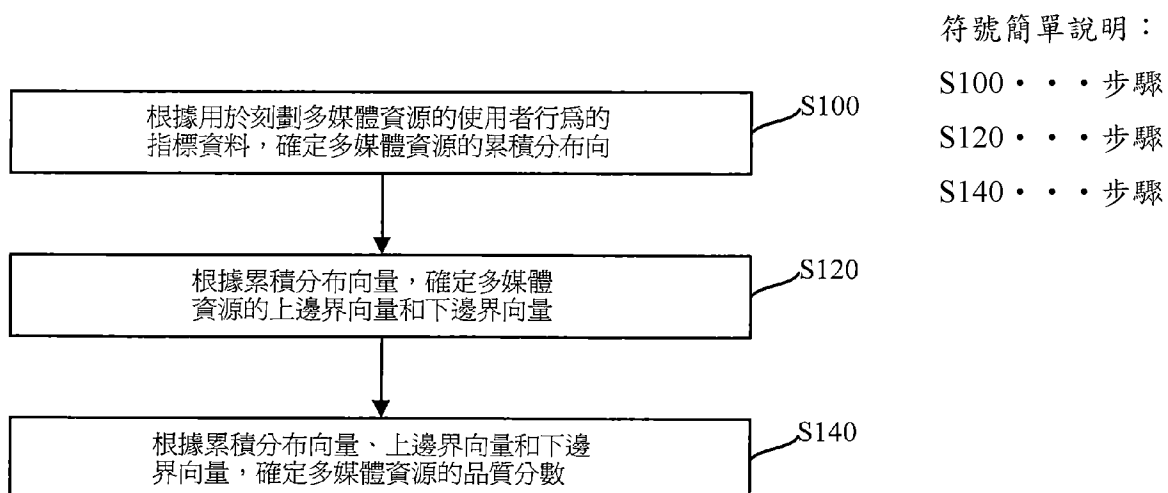 符號簡單說明：
S100・・・步驟
S120・・・步驟
S140・・・步驟
根據用於刻劃多媒體資源的使用者行爲的
指標資料，確定多媒體資源的累積分布向
S100
根據累積分布向量，確定多媒體
資源的上邊界向量和下邊界向量
S120
根據累積分布向量、上邊界向量和下邊
界向量，確定多媒體資源的品質分數
S140